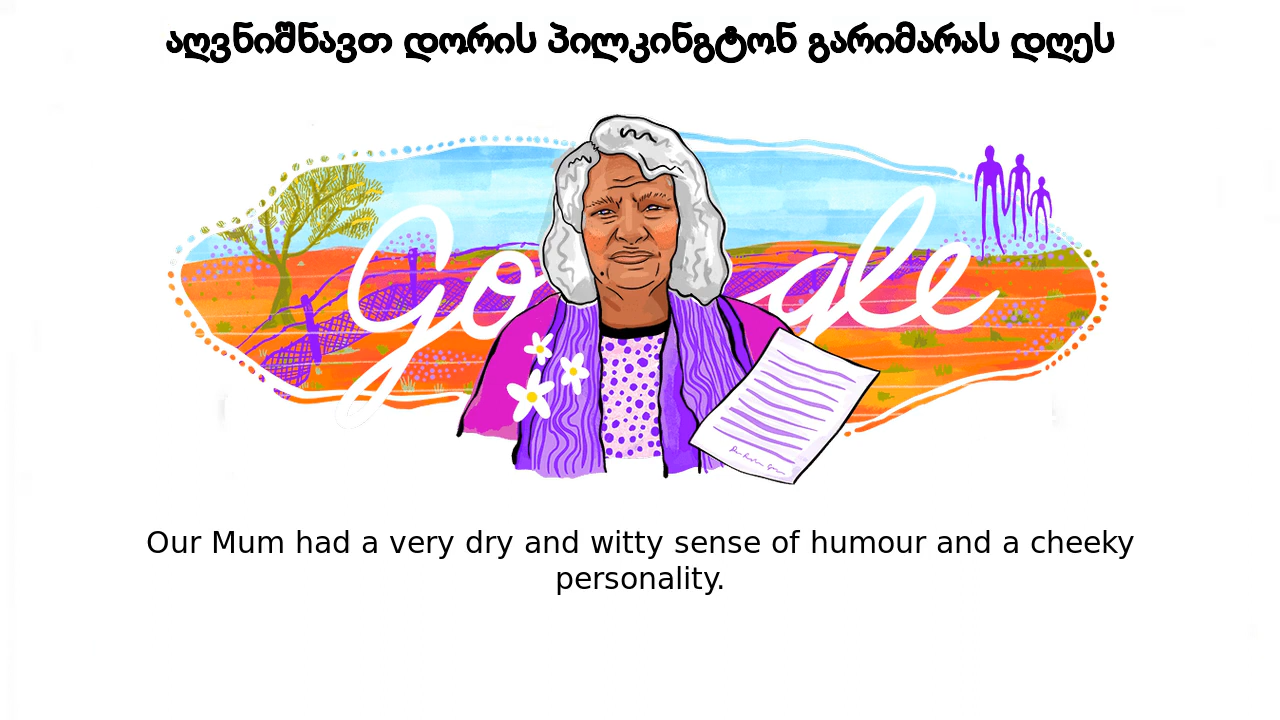 აღვნიშნავთ დორის პილკინგტონ გარიმარას დღეს
Google
Our Mum had a very dry and witty sense of humour and a cheeky
personality.